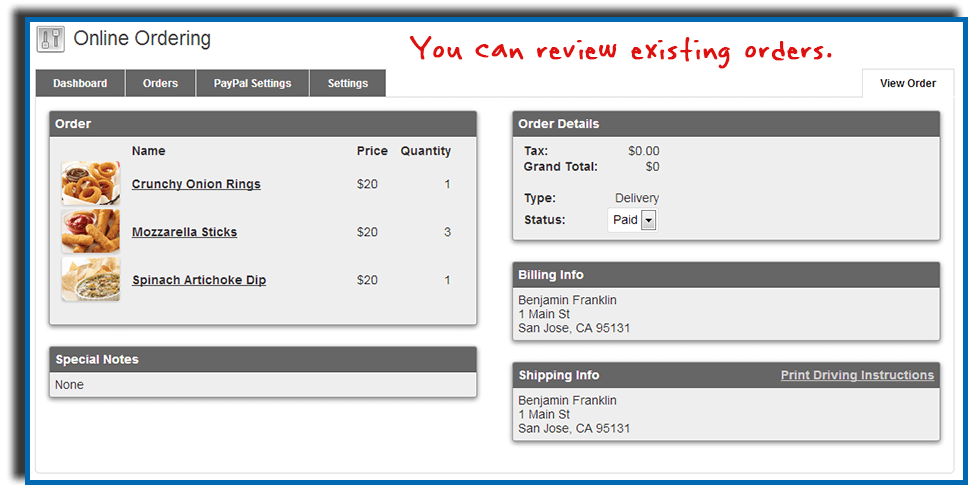 Online Ordering
You can review existing orders.
Dashboard Orders PayPal Settings Settings View Order
Order
Name Price Quantity
Crunchy Onion Rings $20 1
Mozzarella Sticks $20 3
Spinach Artichoke Dip $20 1
Special Notes
None
Order Details
Tax: $0.00
Grand Total: $0
Type: Delivery
Status: Paid
Billing Info
Benjamin Franklin
1 Main St
San Jose, CA 95131
Shipping Info Print Driving Instructions
Benjamin Franklin
1 Main St
San Jose, CA 95131